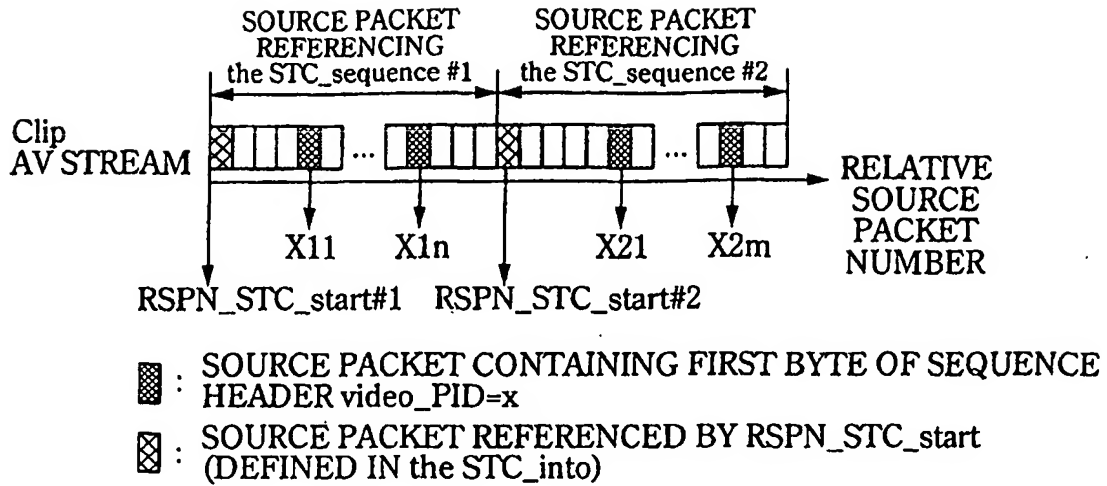 SOURCE PACKET REFERENCING the STC_sequence #1
SOURCE PACKET REFERENCING the STC_sequence #2
Clip AV STREAM
...
...
RELATIVE SOURCE PACKET NUMBER
X11
X1n
X21
X2m
RSPN_STC_start#1
RSPN_STC_start#2
: SOURCE PACKET CONTAINING FIRST BYTE OF SEQUENCE
HEADER video_PID=x
: SOURCE PACKET REFERENCED BY RSPN_STC_start
(DEFINED IN the STC_into)